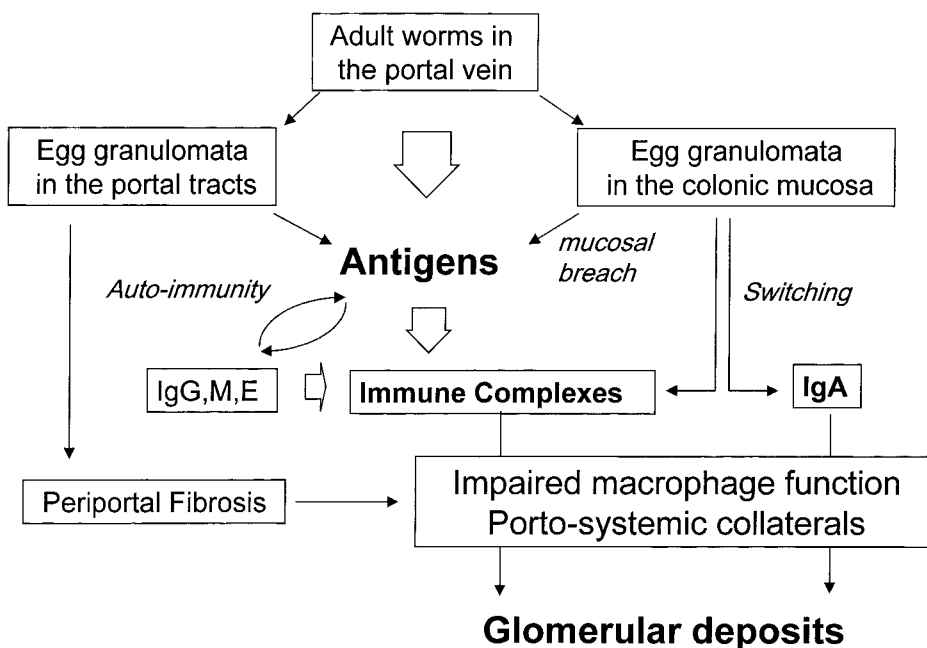 Adult worms in
the portal vein
Egg granulomata
in the portal tracts
Egg granulomata
in the colonic mucosa
Antigens
mucosal
breach
Auto-immunity
Switching
IgG,M,E
Immune Complexes
IgA
Periportal Fibrosis
Impaired macrophage function
Porto-systemic collaterals
Glomerular deposits